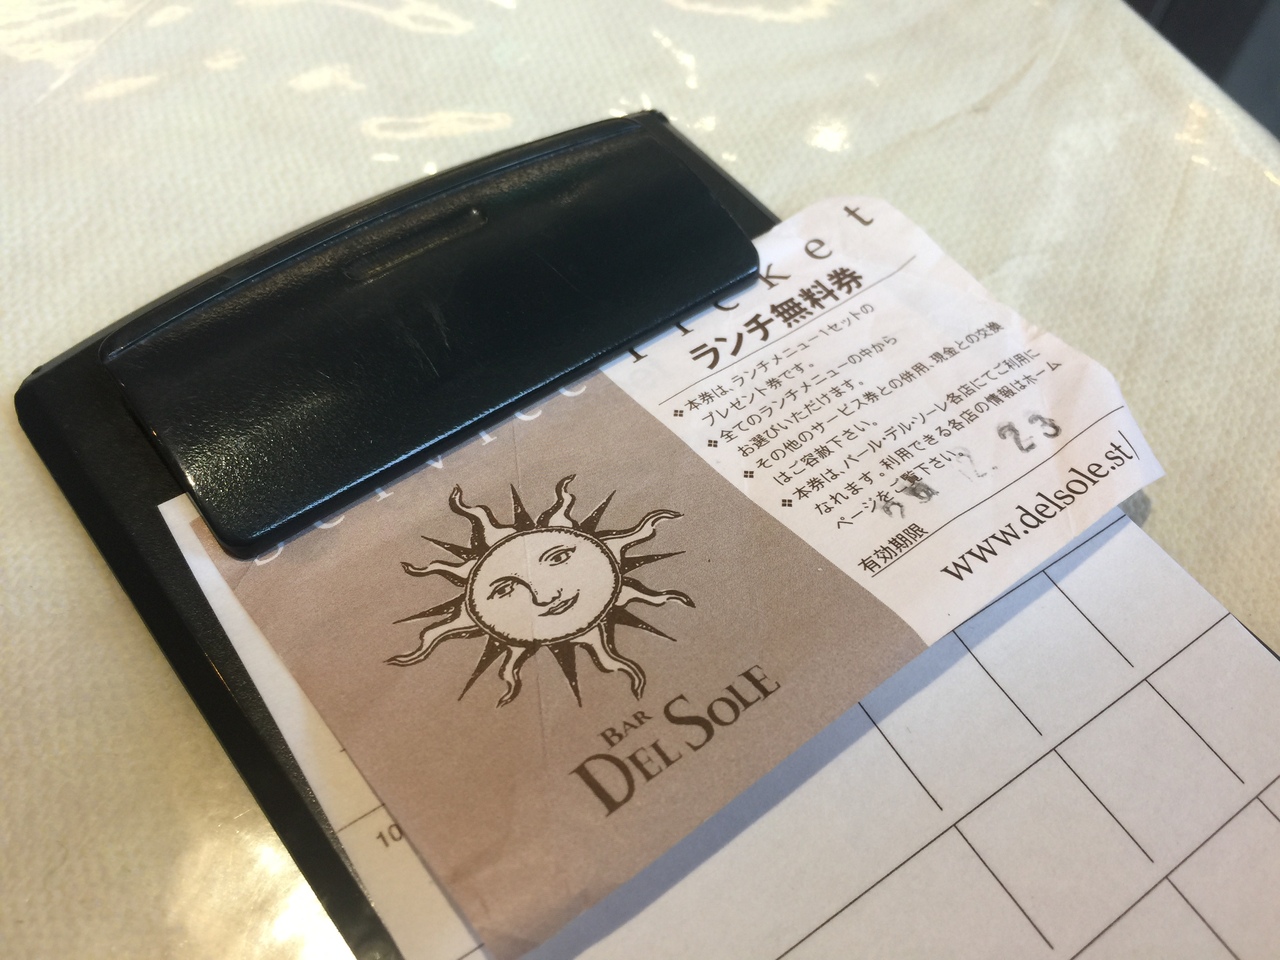 Service Ticket
ランチ無料券
❖ 本券は、ランチメニュー1セットの
プレゼント券です。
❖ 全てのランチメニューの中から
お選びいただけます。
❖ その他のサービス券との併用、現金との交換
はご容赦下さい。
❖ 本券は、バール・デルソーレ各店にてご利用に
なれます。利用できる各店の情報はホーム
ページをご覧下さい。
12. 23
有効期限
www.delsole.st/
BAR
DEL SOLE
10